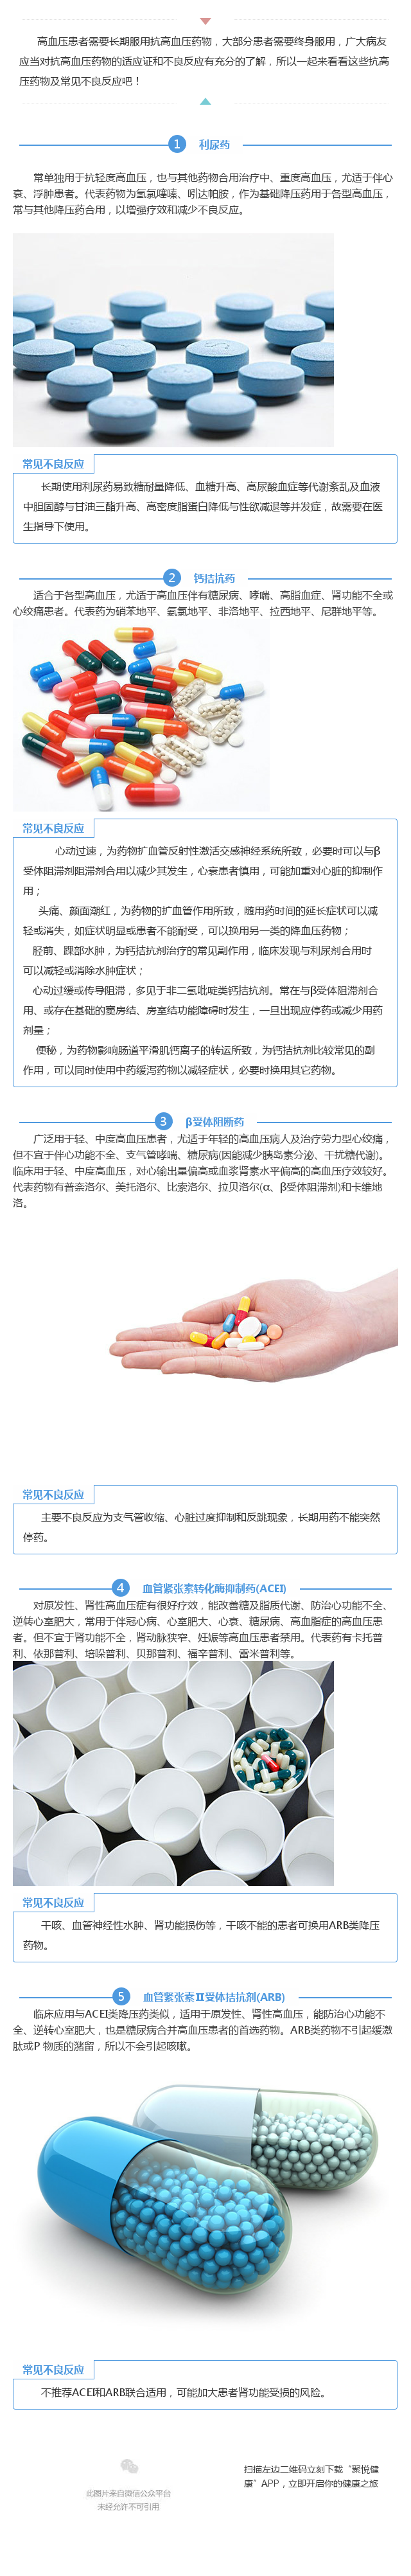 高血压患者需要长期服用抗高血压药物，大部分患者需要终身服用，广大病友
应当对抗高血压药物的适应证和不良反应有充分的了解，所以一起来看看这些抗高
压药物及常见不良反应吧！
1 利尿药
常单独用于抗轻度高血压，也与其他药物合用治疗中、重度高血压，尤适于伴心
衰、浮肿患者。代表药物为氢氯噻嗪、吲达帕胺，作为基础降压药用于各型高血压，
常与其他降压药合用，以增强疗效和减少不良反应。
常见不良反应
长期使用利尿药易致糖耐量降低、血糖升高、高尿酸血症等代谢紊乱及血液
中胆固醇与甘油三酯升高、高密度脂蛋白降低与性欲减退等并发症，故需要在医
生指导下使用。
2 钙拮抗药
适合于各型高血压，尤适于高血压伴有糖尿病、哮喘、高脂血症、肾功能不全或
心绞痛患者。代表药为硝苯地平、氨氯地平、非洛地平、拉西地平、尼群地平等。
常见不良反应
心动过速，为药物扩血管反射性激活交感神经系统所致，必要时可以与β
受体阻滞剂阻滞剂合用以减少其发生，心衰患者慎用，可能加重对心脏的抑制作
用；
头痛、颜面潮红，为药物的扩血管作用所致，随用药时间的延长症状可以减
轻或消失，如症状明显或患者不能耐受，可以换用另一类的降血压药物；
胫前、踝部水肿，为钙拮抗剂治疗的常见副作用，临床发现与利尿剂合用时
可以减轻或消除水肿症状；
心动过缓或传导阻滞，多见于非二氢吡啶类钙拮抗剂。常在与β受体阻滞剂合
用、或存在基础的窦房结、房室结功能障碍时发生，一旦出现应停药或减少用药
剂量；
便秘，为药物影响肠道平滑肌钙离子的转运所致，为钙拮抗剂比较常见的副
作用，可以同时使用中药缓泻药物以减轻症状，必要时换用其它药物。
3 β受体阻断药
广泛用于轻、中度高血压患者，尤适于年轻的高血压病人及治疗劳力型心绞痛，
但不宜于伴心功能不全、支气管哮喘、糖尿病(因能减少胰岛素分泌、干扰糖代谢)。
临床用于轻、中度高血压，对心输出量偏高或血浆肾素水平偏高的高血压疗效较好。
代表药物有普奈洛尔、美托洛尔、比索洛尔、拉贝洛尔(α、β受体阻滞剂)和卡维地
洛。
常见不良反应
主要不良反应为支气管收缩、心脏过度抑制和反跳现象，长期用药不能突然
停药。
4 血管紧张素转化酶抑制药(ACEI)
对原发性、肾性高血压症有很好疗效，能改善糖及脂质代谢、防治心功能不全、
逆转心室肥大，常用于伴冠心病、心室肥大、心衰、糖尿病、高血脂症的高血压患
者。但不宜于肾功能不全，肾动脉狭窄、妊娠等高血压患者禁用。代表药有卡托普
利、依那普利、培哚普利、贝那普利、福辛普利、雷米普利等。
常见不良反应
干咳、血管神经性水肿、肾功能损伤等，干咳不能的患者可换用ARB类降压
药物。
5 血管紧张素Ⅱ受体拮抗剂(ARB)
临床应用与ACEI类降压药类似，适用于原发性、肾性高血压，能防治心功能不
全、逆转心室肥大，也是糖尿病合并高血压患者的首选药物。ARB类药物不引起缓激
肽或P 物质的潴留，所以不会引起咳嗽。
常见不良反应
不推荐ACEI和ARB联合适用，可能加大患者肾功能受损的风险。
扫描左边二维码立刻下载“聚悦健
康”APP，立即开启你的健康之旅
此图片来自微信公众平台
未经允许不可引用